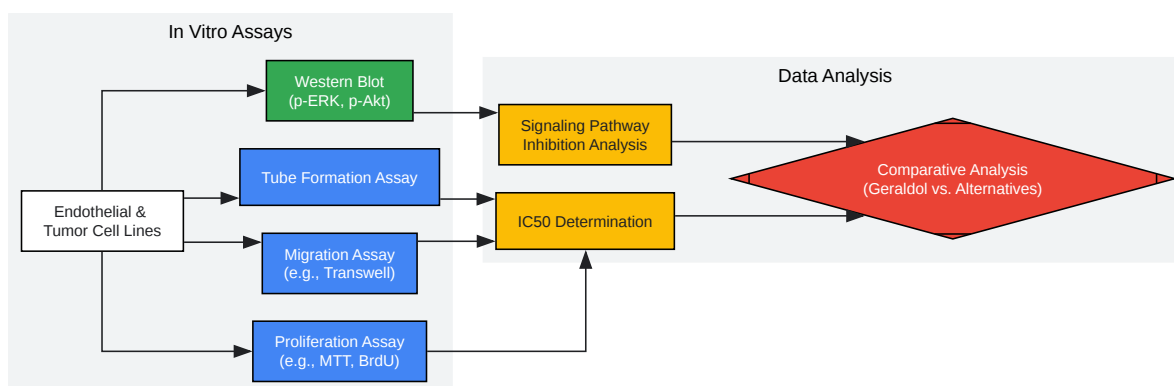 In Vitro Assays
Western Blot
(p-ERK, p-Akt)
Tube Formation Assay
Endothelial &
Tumor Cell Lines
Migration Assay
(e.g., Transwell)
Proliferation Assay
(e.g., MTT, BrdU)
Data Analysis
Signaling Pathway
Inhibition Analysis
IC50 Determination
Comparative Analysis
(Geraldol vs. Alternatives)